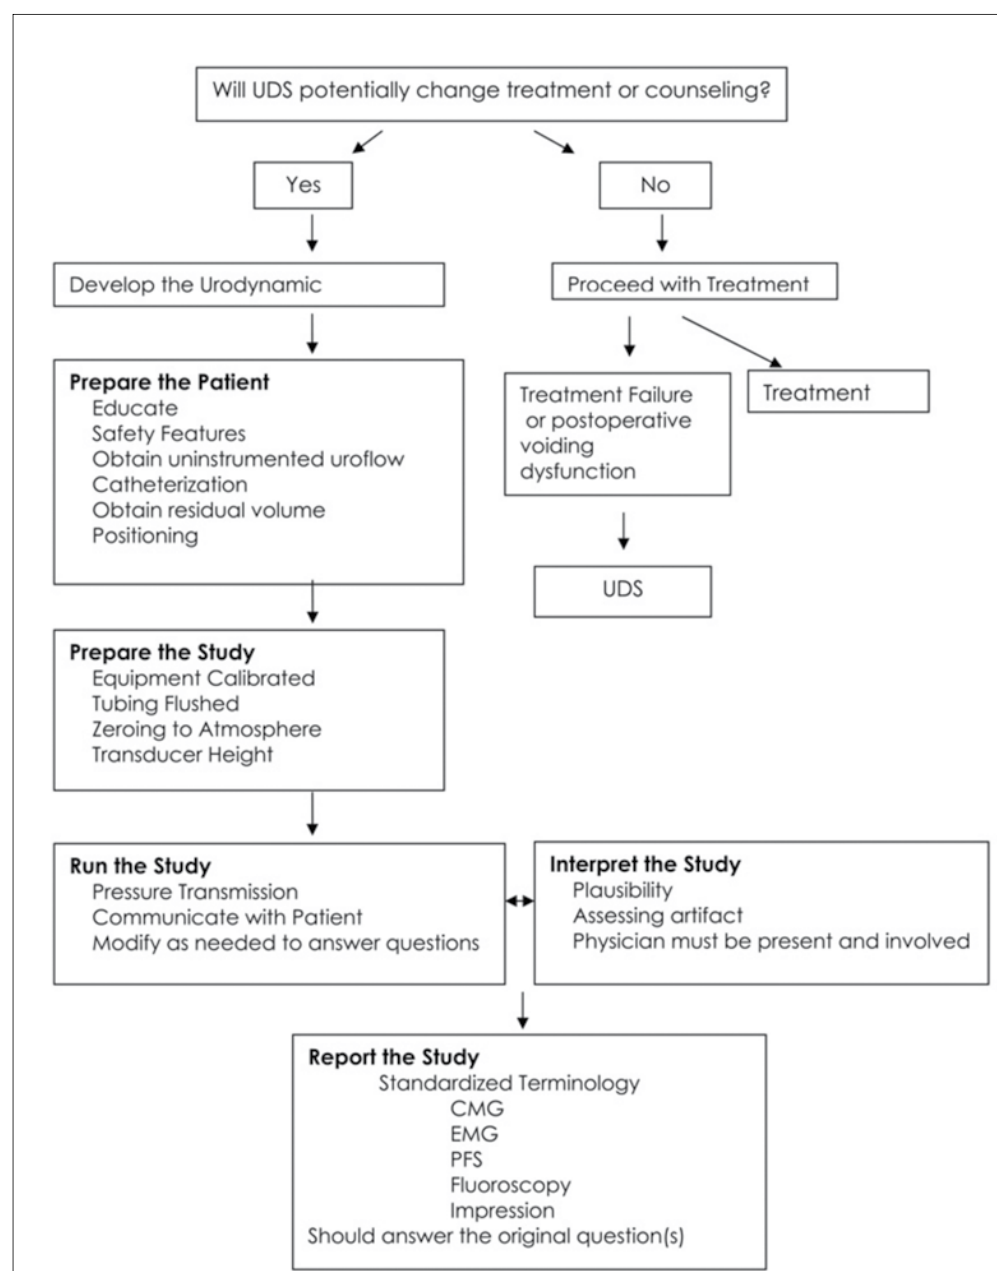 Will UDS potentially change treatment or counseling?
Yes
No
Develop the Urodynamic
Proceed with Treatment
Prepare the Patient
Educate
Safety Features
Obtain uninstrumented uroflow
Catheterization
Obtain residual volume
Positioning
Treatment Failure
or postoperative
voiding
dysfunction
Treatment
UDS
Prepare the Study
Equipment Calibrated
Tubing Flushed
Zeroing to Atmosphere
Transducer Height
Run the Study
Pressure Transmission
Communicate with Patient
Modify as needed to answer questions
Interpret the Study
Plausibility
Assessing artifact
Physician must be present and involved
Report the Study
Standardized Terminology
CMG
EMG
PFS
Fluoroscopy
Impression
Should answer the original question(s)